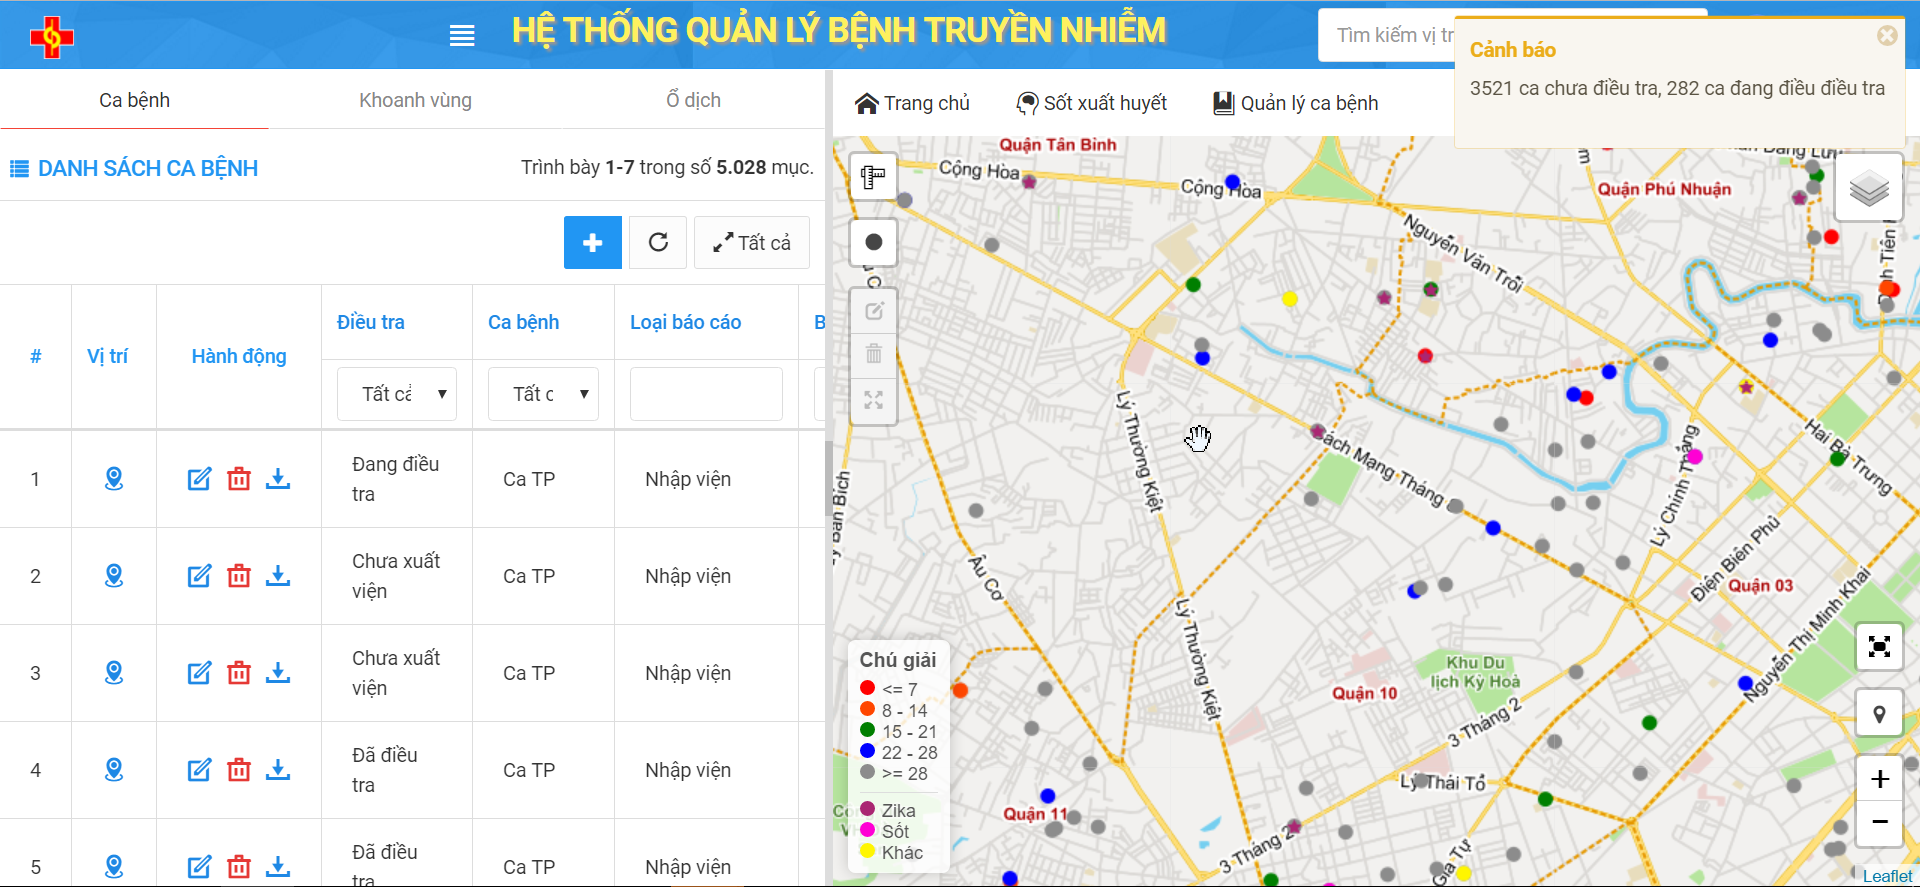 HỆ THỐNG QUẢN LÝ BỆNH TRUYỀN NHIỄM
Tìm kiếm vị tr
Cảnh báo
3521 ca chưa điều tra, 282 ca đang điều điều tra
Ca bệnh
Khoanh vùng
Ổ dịch
Trang chủ
Sốt xuất huyết
Quản lý ca bệnh
DANH SÁCH CA BỆNH
Trình bày 1-7 trong số 5.028 mục.
Tất cả
# Vị trí Hành động Điều tra Ca bệnh Loại báo cáo B
Tất cả Tất c
1 Đang điều tra Ca TP Nhập viện
2 Chưa xuất viện Ca TP Nhập viện
3 Chưa xuất viện Ca TP Nhập viện
4 Đã điều tra Ca TP Nhập viện
5 Đã điều tra Ca TP Nhập viện
Quận Tân Bình
Cộng Hòa
Cộng Hòa
Quận Phú Nhuận
Nguyễn Văn Trỗi
Lý Thường Kiệt
Cách Mạng Tháng
Hai Bà Trưng
Lý Chính Thắng
Điện Biên Phủ
Quận 03
Nguyễn Thị Minh Khai
Âu Cơ
Lý Thường Kiệt
Khu Du
lịch Kỳ Hoà
Quận 10
3 Tháng 2
Lý Thái Tổ
Quận 11
3 Tháng 2
Gia Tự
Chú giải
<= 7
8 - 14
15 - 21
22 - 28
>= 28
Zika
Sốt
Khác
+
−
Leaflet